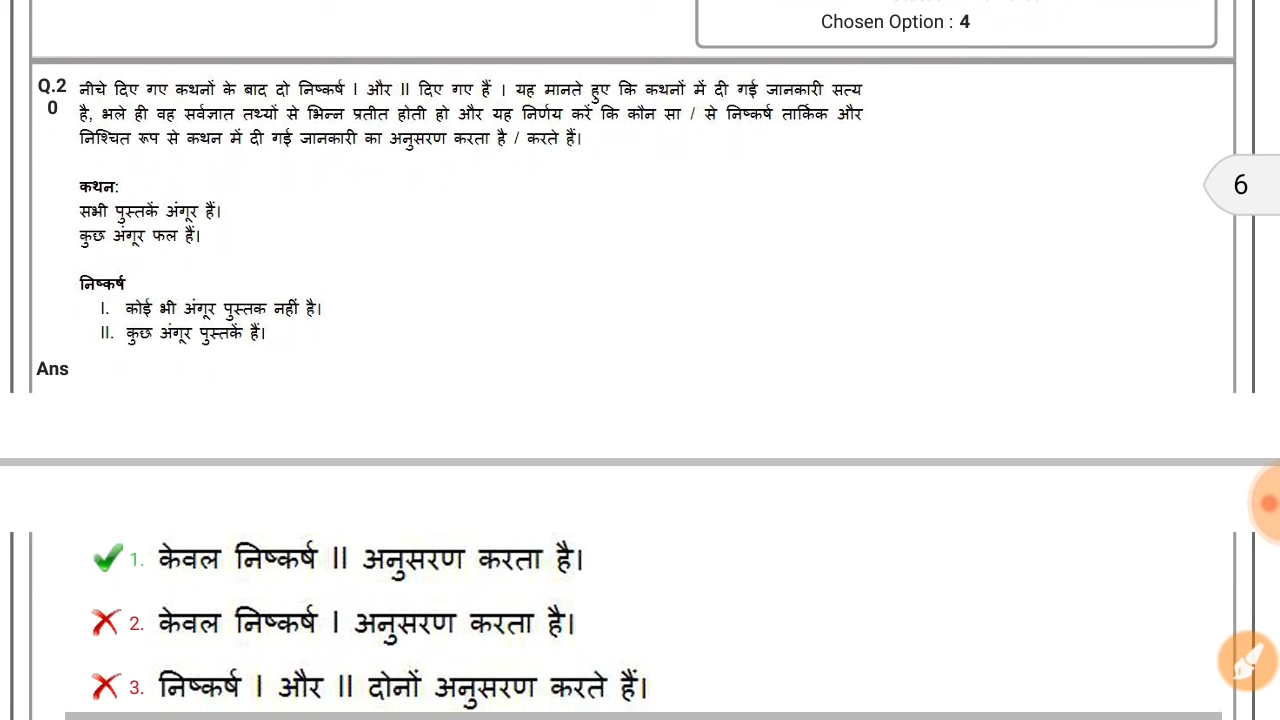 Chosen Option : 4
Q.2 नीचे दिए गए कथनों के बाद दो निष्कर्ष I और II दिए गए हैं । यह मानते हुए कि कथनों में दी गई जानकारी सत्य
0 है, भले ही वह सर्वज्ञात तथ्यों से भिन्न प्रतीत होती हो और यह निर्णय करें कि कौन सा / से निष्कर्ष तार्किक और
निश्चित रूप से कथन में दी गई जानकारी का अनुसरण करता है / करते हैं।
कथन:
सभी पुस्तकें अंगूर हैं।
कुछ अंगूर फल हैं।
निष्कर्ष
I. कोई भी अंगूर पुस्तक नहीं है।
II. कुछ अंगूर पुस्तकें हैं।
Ans
1. केवल निष्कर्ष II अनुसरण करता है।
2. केवल निष्कर्ष I अनुसरण करता है।
3. निष्कर्ष I और II दोनों अनुसरण करते हैं।
6